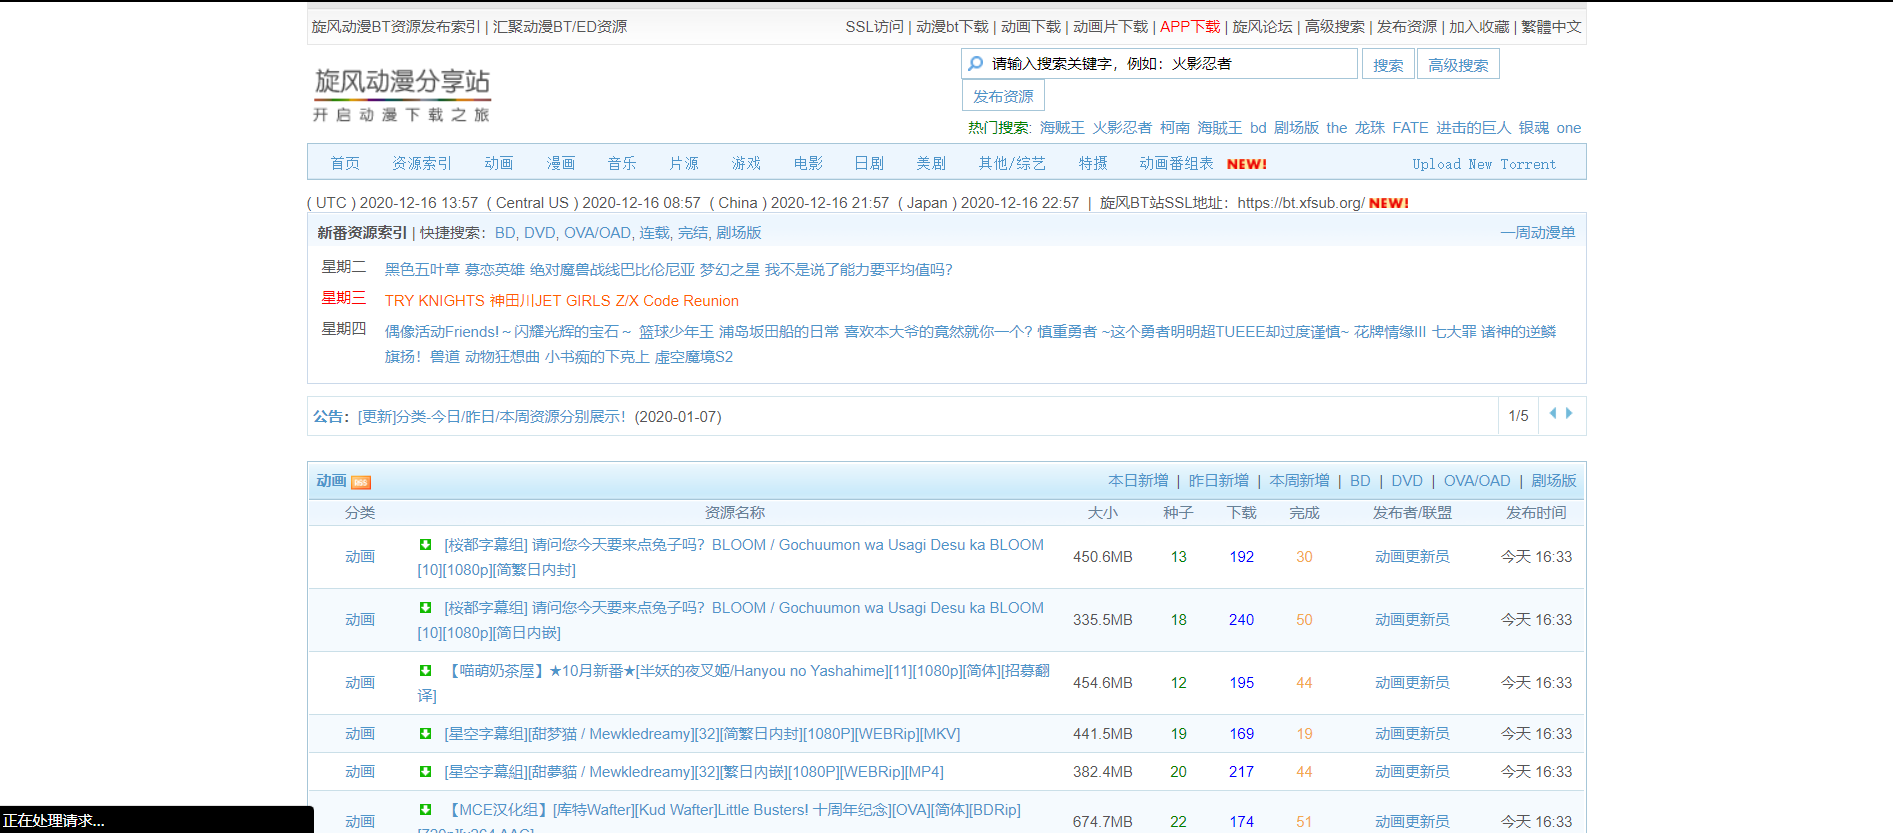 旋风动漫BT资源发布索引 | 汇聚动漫BT/ED资源
SSL访问 | 动漫bt下载 | 动画下载 | 动画片下载 | APP下载 | 旋风论坛 | 高级搜索 | 发布资源 | 加入收藏 | 繁體中文
旋风动漫分享站
开启动漫下载之旅
请输入搜索关键字，例如：火影忍者
搜索
高级搜索
发布资源
热门搜索: 海贼王 火影忍者 柯南 海賊王 bd 剧场版 the 龙珠 FATE 进击的巨人 银魂 one
首页 资源索引 动画 漫画 音乐 片源 游戏 电影 日剧 美剧 其他/综艺 特摄 动画番组表 NEW! Upload New Torrent
( UTC ) 2020-12-16 13:57 ( Central US ) 2020-12-16 08:57 ( China ) 2020-12-16 21:57 ( Japan ) 2020-12-16 22:57 | 旋风BT站SSL地址：https://bt.xfsub.org/ NEW!
新番资源索引 | 快捷搜索：BD, DVD, OVA/OAD, 连载, 完结, 剧场版 一周动漫单
星期二 黑色五叶草 募恋英雄 绝对魔兽战线巴比伦尼亚 梦幻之星 我不是说了能力要平均值吗?
星期三 TRY KNIGHTS 神田川JET GIRLS Z/X Code Reunion
星期四 偶像活动Friends!～闪耀光辉的宝石～ 篮球少年王 浦岛坂田船的日常 喜欢本大爷的竟然就你一个? 慎重勇者 ~这个勇者明明超TUEEE却过度谨慎~ 花牌情缘III 七大罪 诸神的逆鳞
旗扬！兽道 动物狂想曲 小书痴的下克上 虚空魔境S2
公告：[更新]分类-今日/昨日/本周资源分别展示！(2020-01-07) 1/5
动画 RSS 本日新增 | 昨日新增 | 本周新增 | BD | DVD | OVA/OAD | 剧场版
分类 资源名称 大小 种子 下载 完成 发布者/联盟 发布时间
动画 [桜都字幕组] 请问您今天要来点兔子吗？BLOOM / Gochuumon wa Usagi Desu ka BLOOM
[10][1080p][简繁日内封] 450.6MB 13 192 30 动画更新员 今天 16:33
动画 [桜都字幕组] 请问您今天要来点兔子吗？BLOOM / Gochuumon wa Usagi Desu ka BLOOM
[10][1080p][简日内嵌] 335.5MB 18 240 50 动画更新员 今天 16:33
动画 【喵萌奶茶屋】★10月新番★[半妖的夜叉姬/Hanyou no Yashahime][11][1080p][简体][招募翻
译] 454.6MB 12 195 44 动画更新员 今天 16:33
动画 [星空字幕组][甜梦猫 / Mewkledreamy][32][简繁日内封][1080P][WEBRip][MKV] 441.5MB 19 169 19 动画更新员 今天 16:33
动画 [星空字幕組][甜夢貓 / Mewkledreamy][32][繁日内嵌][1080P][WEBRip][MP4] 382.4MB 20 217 44 动画更新员 今天 16:33
动画 【MCE汉化组】[库特Wafter][Kud Wafter]Little Busters! 十周年纪念][OVA][简体][BDRip]
[720p][x264 AAC] 674.7MB 22 174 51 动画更新员 今天 16:33
正在处理请求...